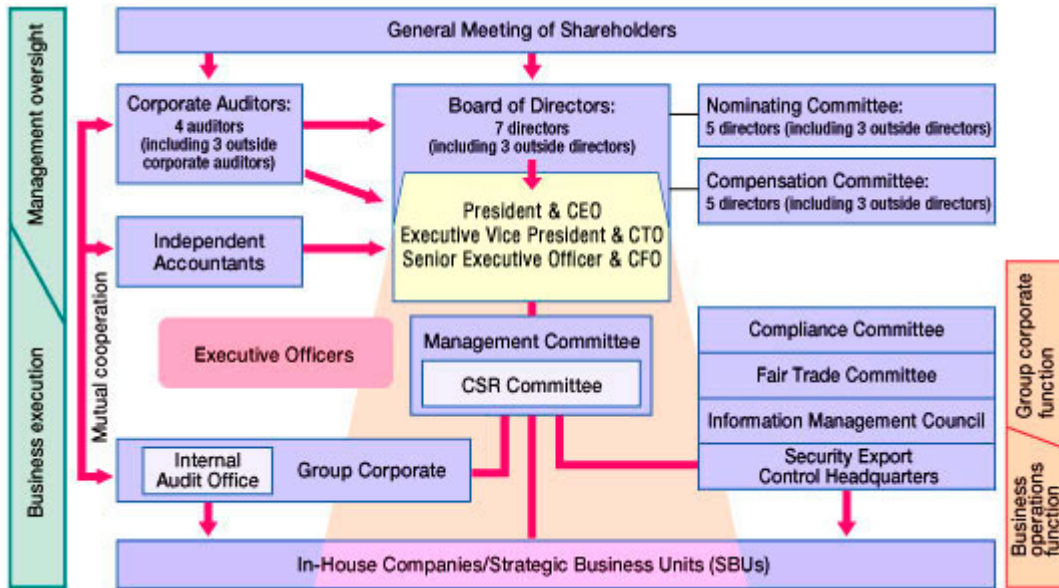 General Meeting of Shareholders
Management oversight
Business execution
Mutual cooperation
Corporate Auditors:
4 auditors
(including 3 outside
corporate auditors)
Board of Directors:
7 directors
(including 3 outside directors)
Nominating Committee:
5 directors (including 3 outside directors)
Compensation Committee:
5 directors (including 3 outside directors)
President & CEO
Executive Vice President & CTO
Senior Executive Officer & CFO
Independent
Accountants
Executive Officers
Management Committee
CSR Committee
Compliance Committee
Fair Trade Committee
Information Management Council
Security Export
Control Headquarters
Group corporate
function
Business
operations
function
Internal
Audit Office
Group Corporate
In-House Companies/Strategic Business Units (SBUs)